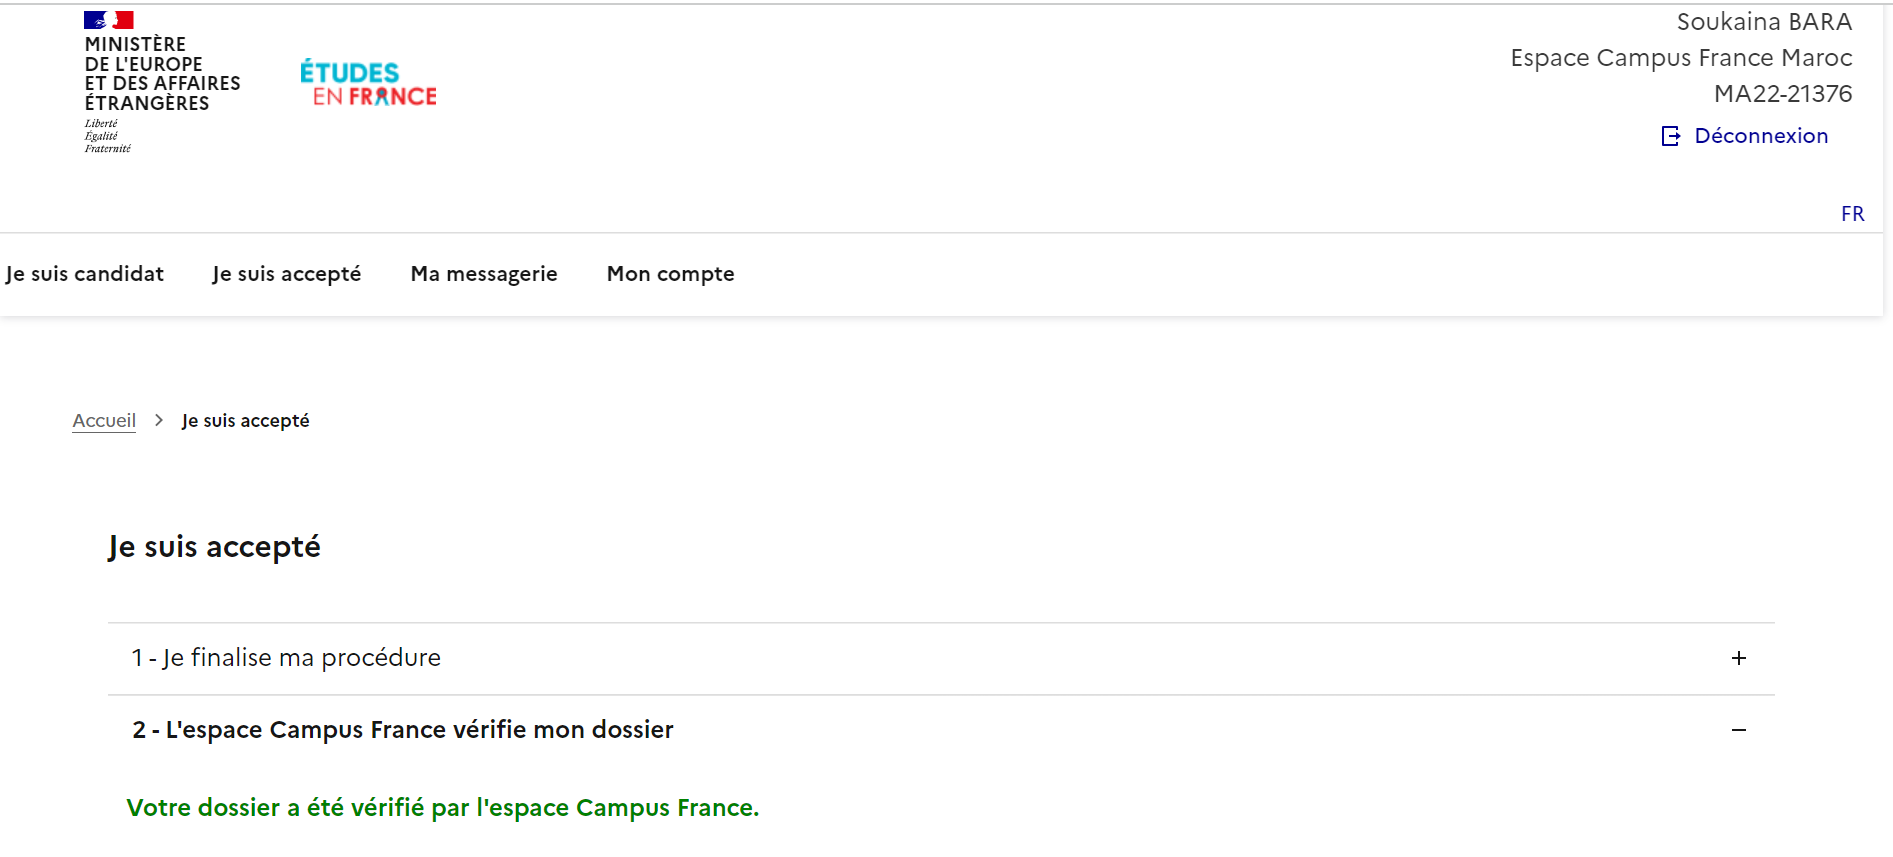 MINISTÈRE
DE L'EUROPE
ET DES AFFAIRES
ÉTRANGÈRES
Liberté
Égalité
Fraternité
ÉTUDES
EN FRANCE
Soukaina BARA
Espace Campus France Maroc
MA22-21376
Déconnexion
FR
Je suis candidat Je suis accepté Ma messagerie Mon compte
Accueil > Je suis accepté
Je suis accepté
1 - Je finalise ma procédure +
2 - L'espace Campus France vérifie mon dossier −
Votre dossier a été vérifié par l'espace Campus France.